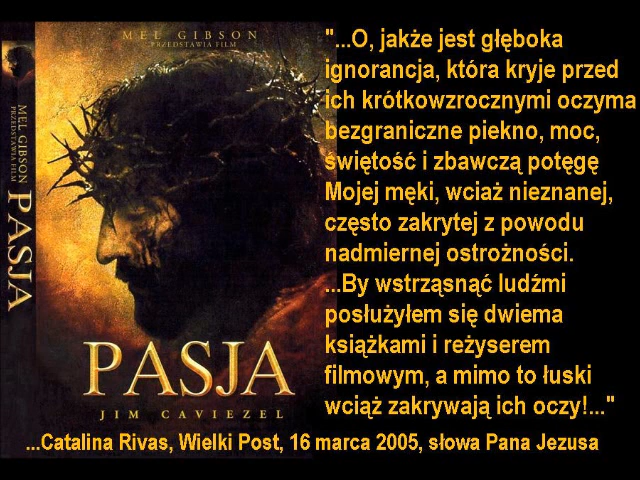 MEL GIBSON
PRZEDSTAWIA FILM
PASJA
MEL GIBSON
PRZEDSTAWIA FILM
PASJA
JIM CAVIEZEL
"...O, jakże jest głęboka
ignorancja, która kryje przed
ich krótkowzrocznymi oczyma
bezgraniczne piekno, moc,
świętość i zbawczą potęgę
Mojej męki, wciaż nieznanej,
często zakrytej z powodu
nadmiernej ostrożności.
...By wstrząsnąć ludźmi
posłużyłem się dwiema
książkami i reżyserem
filmowym, a mimo to łuski
wciąż zakrywają ich oczy!..."
...Catalina Rivas, Wielki Post, 16 marca 2005, słowa Pana Jezusa